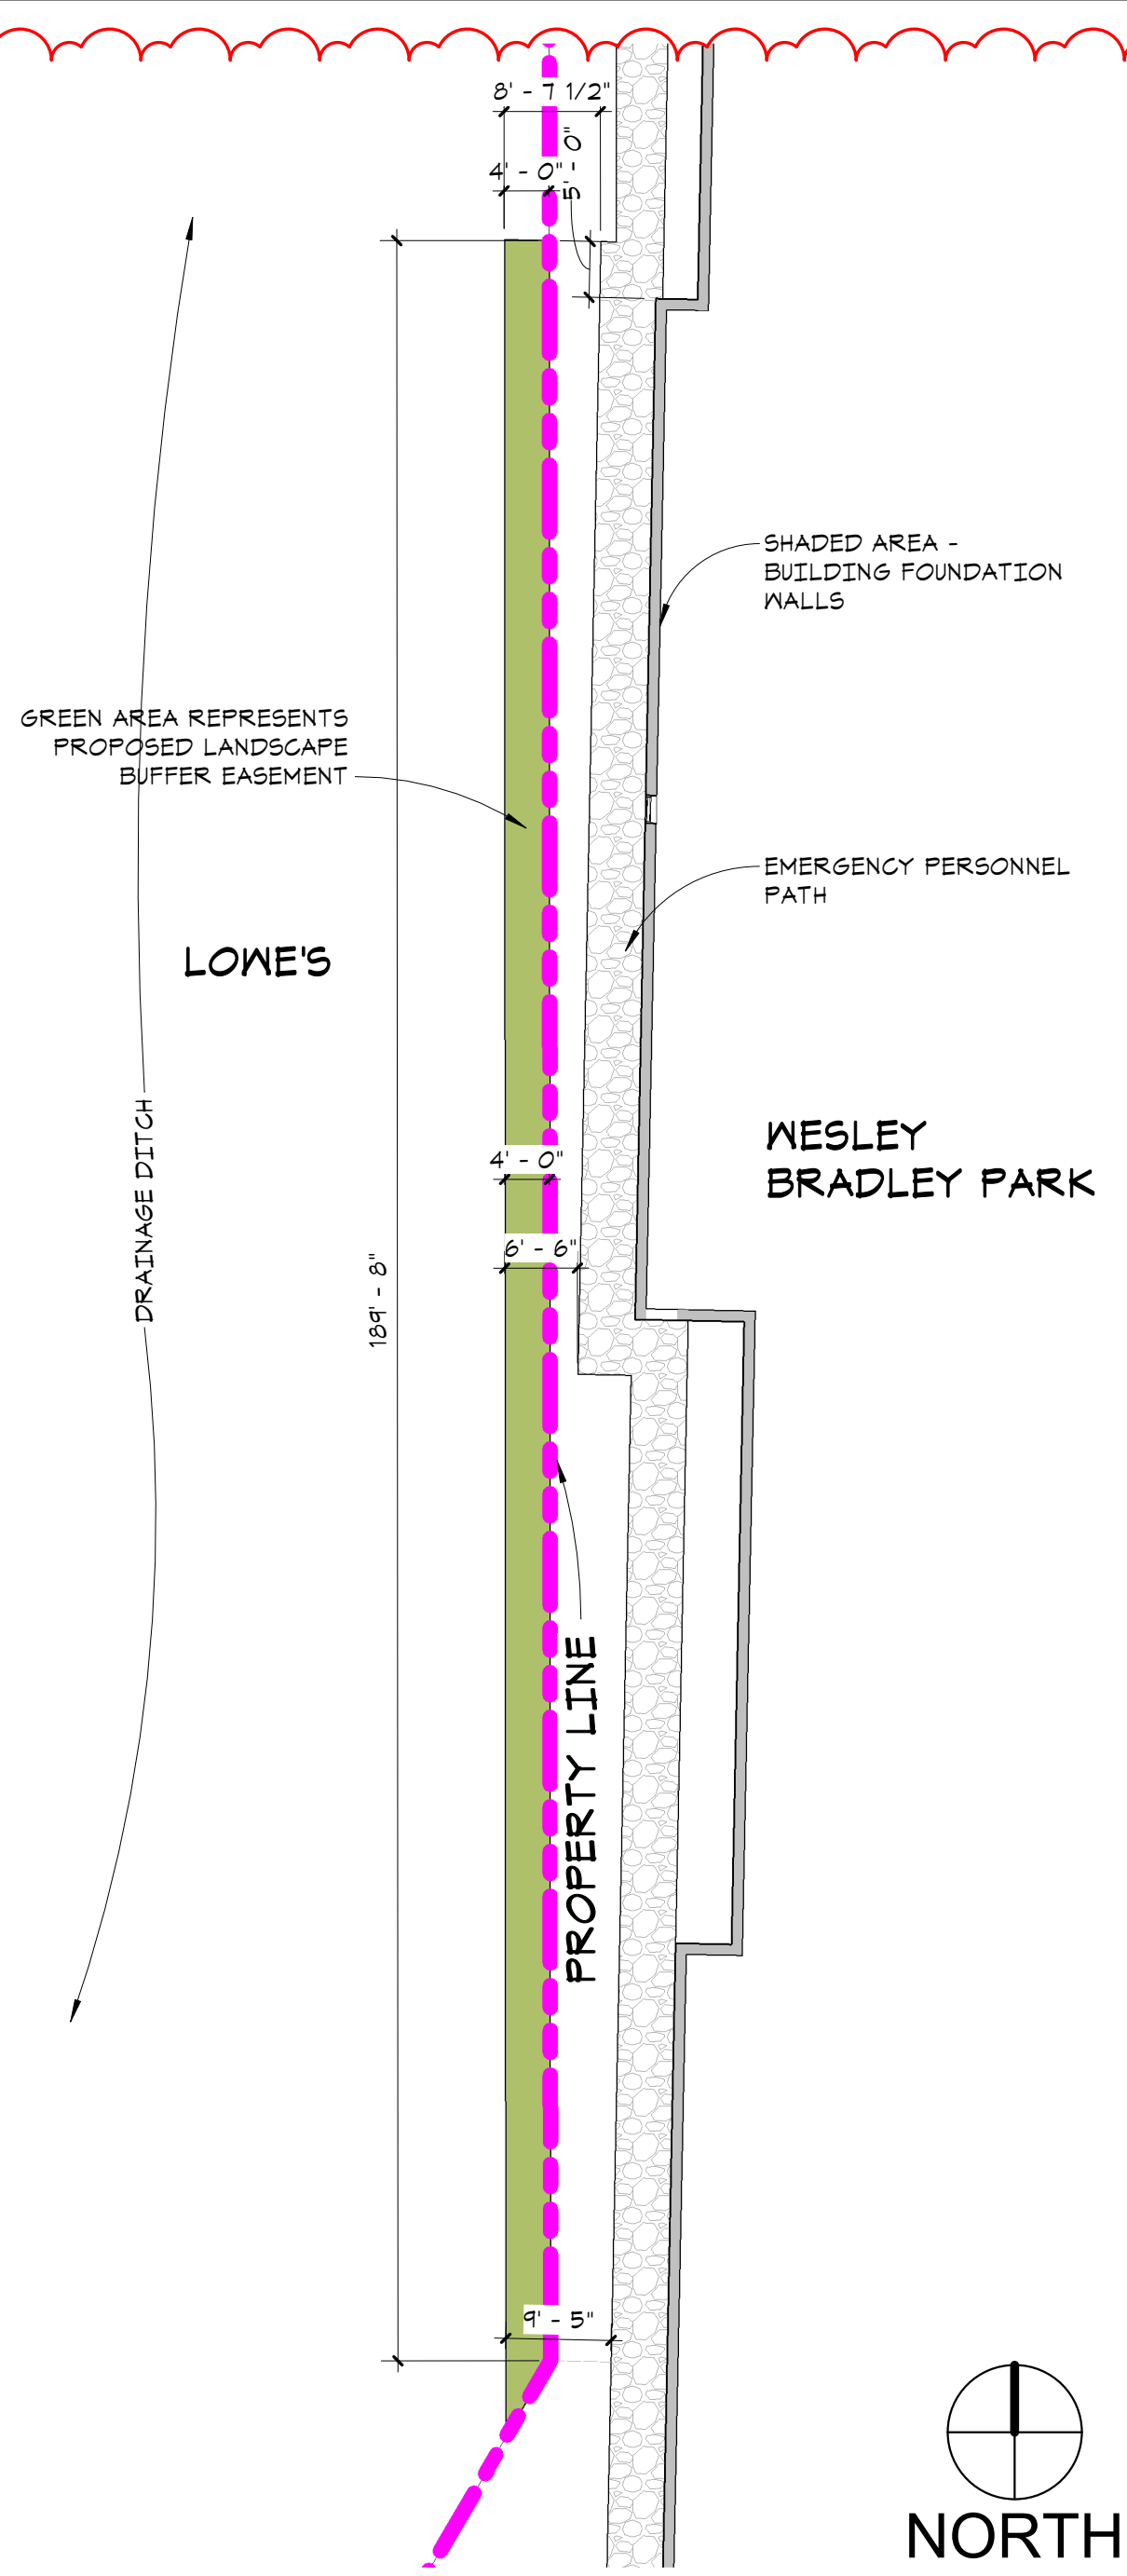 8' - 7 1/2"
5' - 0"
4' - 0"
SHADED AREA -
BUILDING FOUNDATION
WALLS
GREEN AREA REPRESENTS
PROPOSED LANDSCAPE
BUFFER EASEMENT
EMERGENCY PERSONNEL
PATH
LOWE'S
DRAINAGE DITCH
WESLEY
BRADLEY PARK
4' - 0"
6' - 6"
189' - 8"
PROPERTY LINE
9' - 5"
NORTH